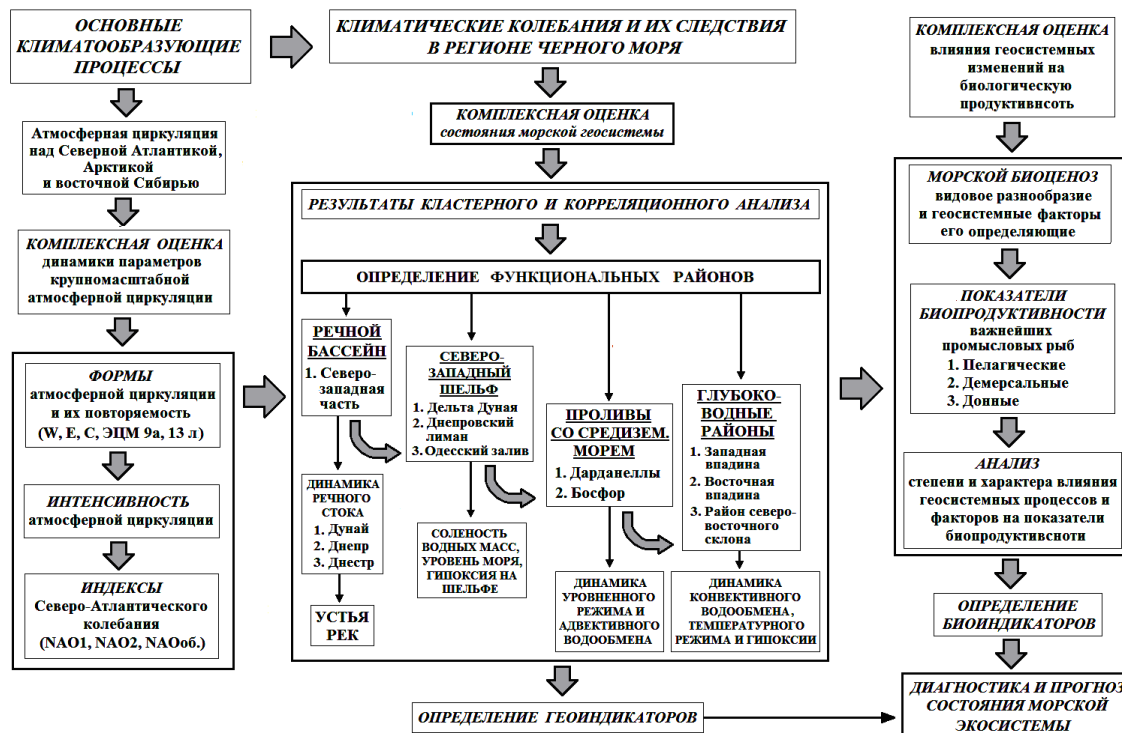 ОСНОВНЫЕ
КЛИМАТООБРАЗУЮЩИЕ
ПРОЦЕССЫ
Атмосферная циркуляция
над Северной Атлантикой,
Арктикой
и восточной Сибирью
КОМПЛЕКСНАЯ ОЦЕНКА
динамики параметров
крупномасштабной
атмосферной циркуляции
ФОРМЫ
атмосферной циркуляции
и их повторяемость
(W, E, C, ЭЦМ 9а, 13 л)
ИНТЕНСИВНОСТЬ
атмосферной циркуляции
ИНДЕКСЫ
Северо-Атлантического
колебания
(NAO1, NAO2, NAOоб.)
КЛИМАТИЧЕСКИЕ КОЛЕБАНИЯ И ИХ СЛЕДСТВИЯ
В РЕГИОНЕ ЧЕРНОГО МОРЯ
КОМПЛЕКСНАЯ ОЦЕНКА
состояния морской геосистемы
РЕЗУЛЬТАТЫ КЛАСТЕРНОГО И КОРРЕЛЯЦИОННОГО АНАЛИЗА
ОПРЕДЕЛЕНИЕ ФУНКЦИОНАЛЬНЫХ РАЙОНОВ
РЕЧНОЙ
БАССЕЙН
1. Северо-
западная
часть
ДИНАМИКА
РЕЧНОГО
СТОКА
1. Дунай
2. Днепр
3. Днестр
УСТЬЯ
РЕК
СЕВЕРО-
ЗАПАДНЫЙ
ШЕЛЬФ
1. Дельта Дуная
2. Днепровский
лиман
3. Одесский залив
СОЛЕНОСТЬ
ВОДНЫХ МАСС,
УРОВЕНЬ МОРЯ,
ГИПОКСИЯ НА
ШЕЛЬФЕ
ПРОЛИВЫ
СО СРЕДИЗЕМ.
МОРЕМ
1. Дарданеллы
2. Босфор
ДИНАМИКА
УРОВНЕННОГО
РЕЖИМА И
АДВЕКТИВНОГО
ВОДООБМЕНА
ГЛУБОКО-
ВОДНЫЕ
РАЙОНЫ
1. Западная
впадина
2. Восточная
впадина
3. Район северо-
восточного
склона
ДИНАМИКА
КОНВЕКТИВНОГО
ВОДООБМЕНА,
ТЕМПЕРАТУРНОГО
РЕЖИМА И ГИПОКСИИ
ОПРЕДЕЛЕНИЕ ГЕОИНДИКАТОРОВ
КОМПЛЕКСНАЯ ОЦЕНКА
влияния геосистемных
изменений на
биологическую
продуктивнсоть
МОРСКОЙ БИОЦЕНОЗ
видовое разнообразие
и геосистемные факторы
его определяющие
ПОКАЗАТЕЛИ
БИОПРОДУКТИВНОСТИ
важнейших
промысловых рыб
1. Пелагические
2. Демерсальные
3. Донные
АНАЛИЗ
степени и характера влияния
геосистемных процессов и
факторов на показатели
биопродуктивсноти
ОПРЕДЕЛЕНИЕ
БИОИНДИКАТОРОВ
ДИАГНОСТИКА И ПРОГНОЗ
СОСТОЯНИЯ МОРСКОЙ
ЭКОСИСТЕМЫ